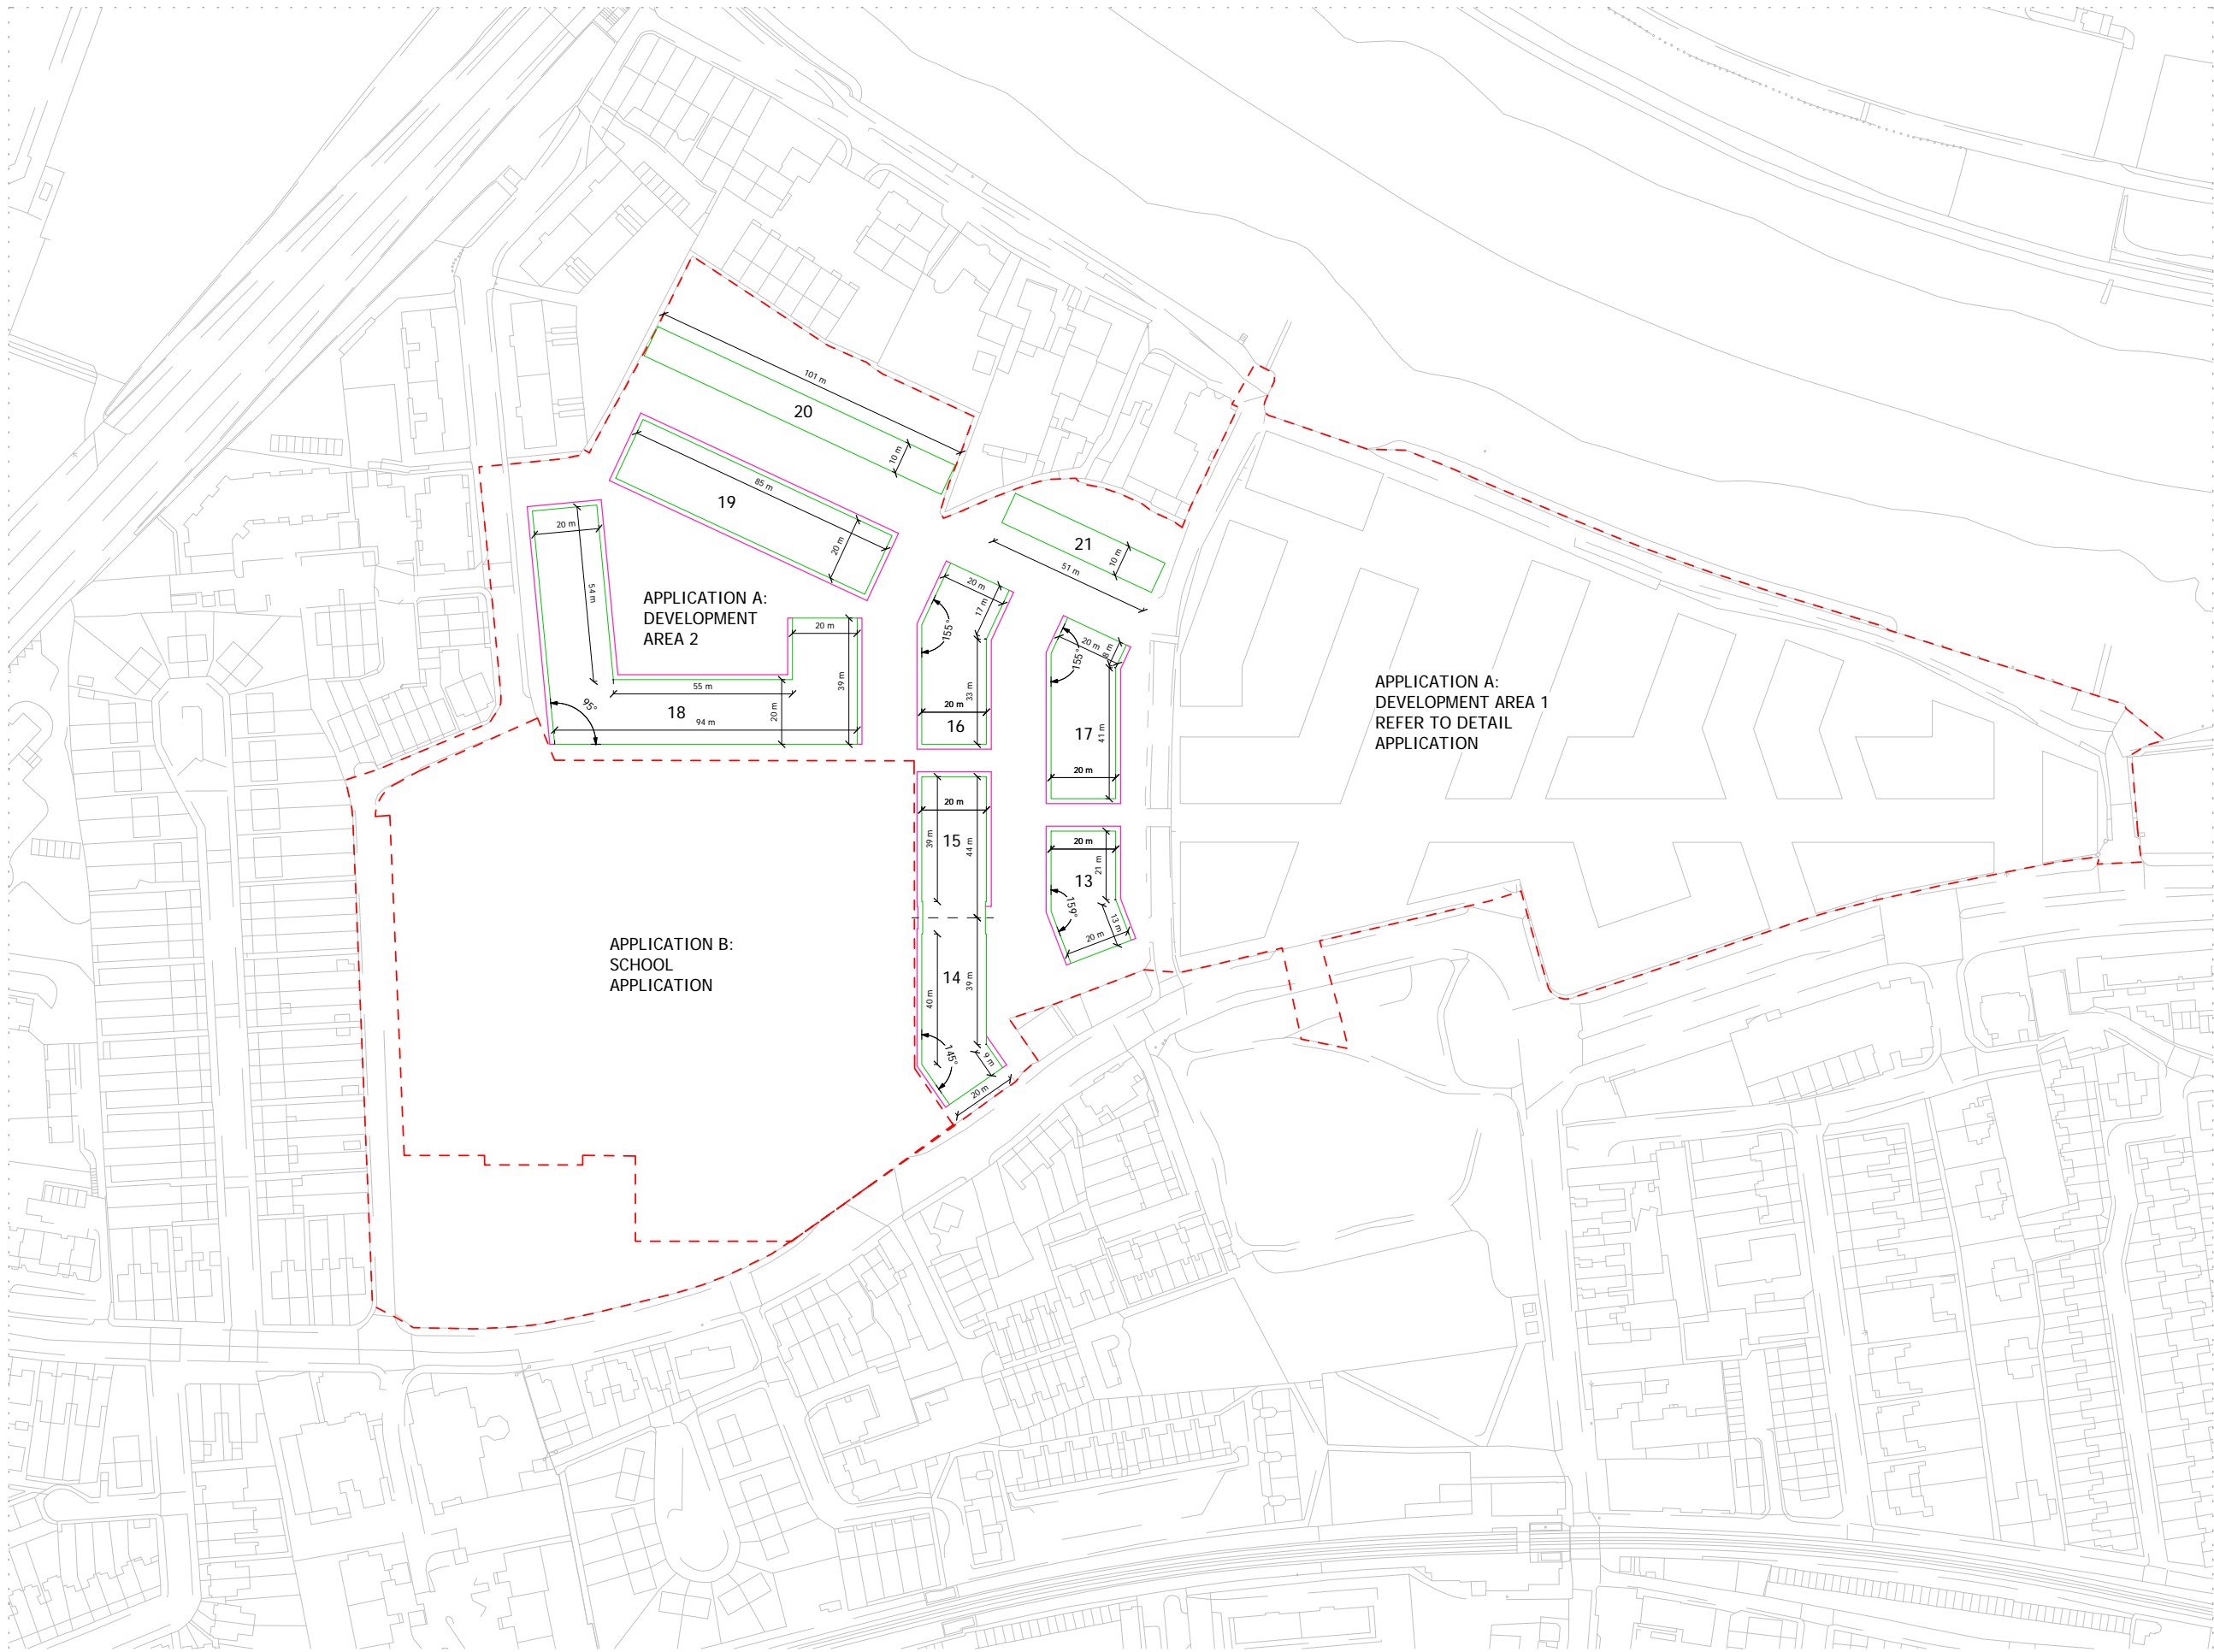 101 m
20
10 m
85 m
19
20 m
20 m
54 m
APPLICATION A:
DEVELOPMENT
AREA 2
20 m
39 m
55 m
20 m
18
94 m
95°
21
10 m
51 m
20 m
17 m
155°
33 m
20 m
16
20 m
8 m
155°
17
41 m
20 m
APPLICATION A:
DEVELOPMENT AREA 1
REFER TO DETAIL
APPLICATION
20 m
39 m
15
44 m
20 m
21 m
13
159°
13 m
20 m
APPLICATION B:
SCHOOL
APPLICATION
14
39 m
40 m
145°
9 m
20 m